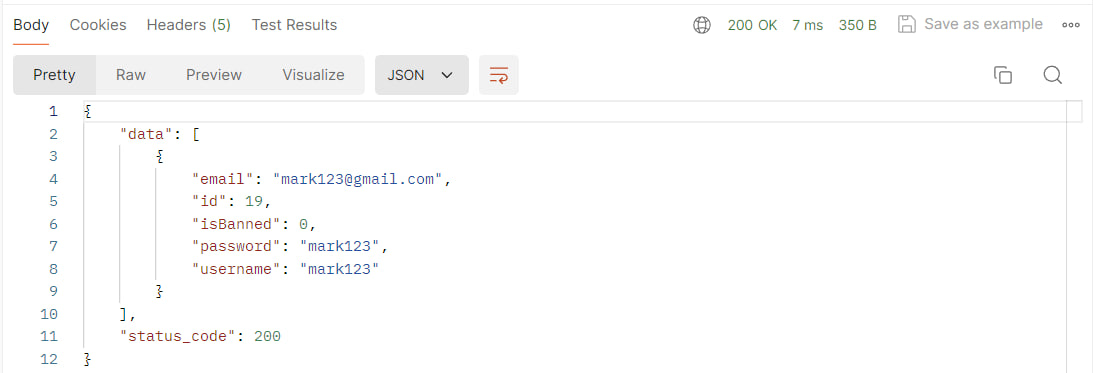 Body Cookies Headers (5) Test Results 200 OK 7 ms 350 B Save as example
Pretty Raw Preview Visualize JSON
1 {
2 "data": [
3 {
4 "email": "mark123@gmail.com",
5 "id": 19,
6 "isBanned": 0,
7 "password": "mark123",
8 "username": "mark123"
9 }
10 ],
11 "status_code": 200
12 }